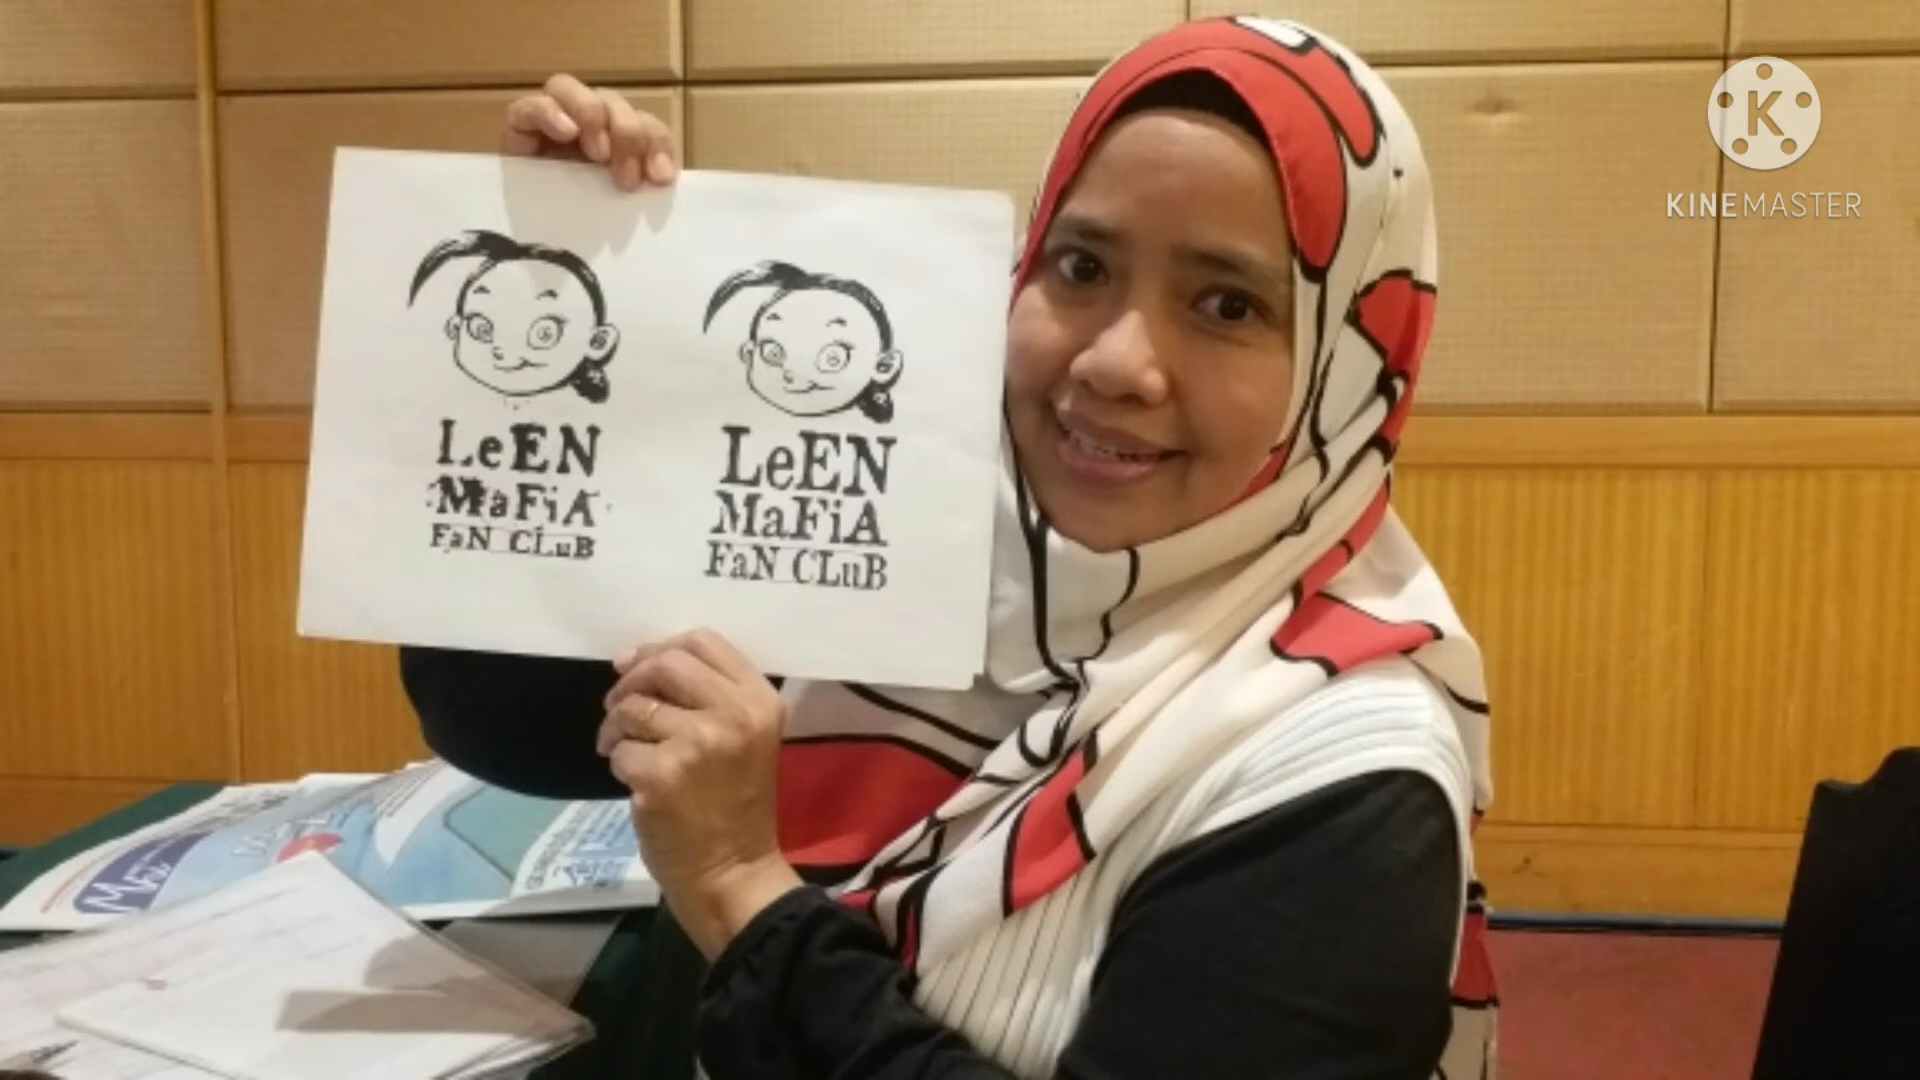 LeEN
MaFiA
FaN CLuB
LeEN
MaFiA
FaN CLuB
K
KINEMASTER